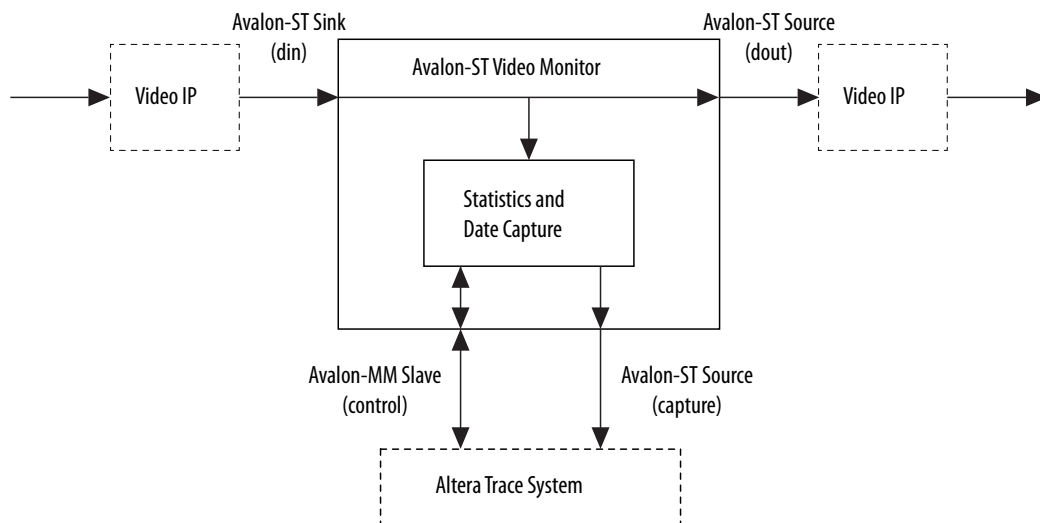 Avalon-ST Sink
(din)
Avalon-ST Source
(dout)
Video IP
Avalon-ST Video Monitor
Video IP
Statistics and
Date Capture
Avalon-MM Slave
(control)
Avalon-ST Source
(capture)
Altera Trace System